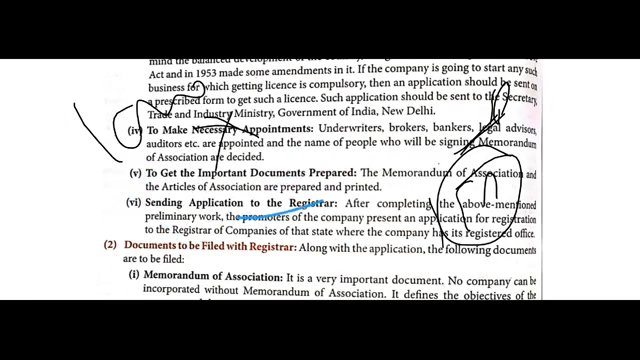 mind the balanced development of the
Act and in 1953 made some amendments in it. If the company is going to start any such
business for which getting licence is compulsory, then an application should be sent on
a prescribed form to get such a licence. Such application should be sent to the Secretary,
Trade and Industry Ministry, Government of India, New Delhi.
(iv) To Make Necessary Appointments: Underwriters, brokers, bankers, legal advisors,
auditors etc. are appointed and the name of people who will be signing Memorandum
of Association are decided.
(v) To Get the Important Documents Prepared: The Memorandum of Association and
the Articles of Association are prepared and printed.
(vi) Sending Application to the Registrar: After completing the above-mentioned
preliminary work, the promoters of the company present an application for registration
to the Registrar of Companies of that state where the company has its registered office.
(2) Documents to be Filed with Registrar: Along with the application, the following documents
are to be filed:
(i) Memorandum of Association: It is a very important document. No company can be
incorporated without Memorandum of Association. It defines the objectives of the